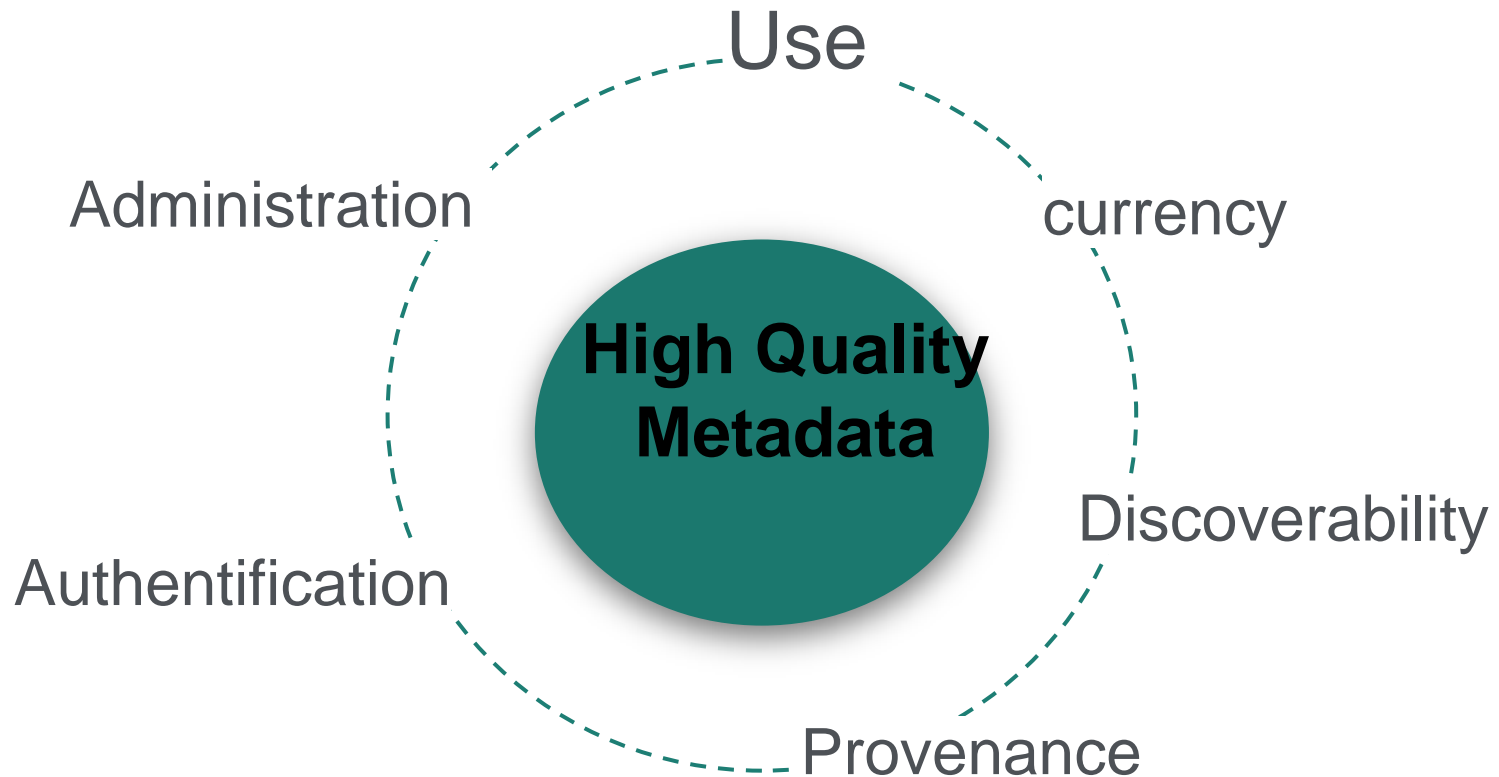 Use
Administration
currency
High Quality
Metadata
Discoverability
Authentification
Provenance